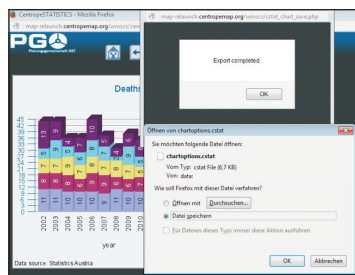 CentropeSTATISTICS - Mozilla Firefox
map-relaunch.centropemap.org/wmscs/cstat_chart_save.php
map-relaunch.centropemap.org/wmscs/
PGO
Planungsgemeinschaft OST
Export completed.
OK
Deaths
45
42
39
36
33
30
27
24
21
18
15
12
9
6
3
0
2002 2003 2004 2005 2006 2007 2008 2009 2010
year
Data source: Statistics Austria
Öffnen von chartoptions.cstat
Sie möchten folgende Datei öffnen:
chartoptions.cstat
Vom Typ: cstat File (6,7 KB)
Von: data:
Wie soll Firefox mit dieser Datei verfahren?
Öffnen mit Durchsuchen...
Datei speichern
Für Dateien dieses Typs immer diese Aktion ausführen
OK Abbrechen